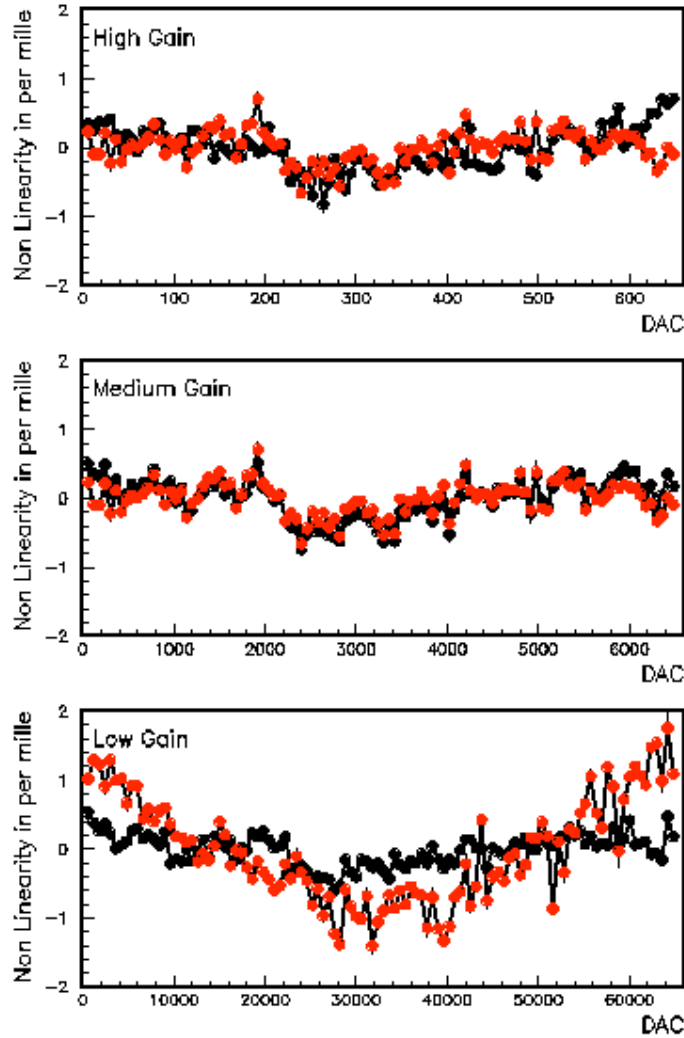 Non Linearity in per mille
High Gain
2
1
0
−1
−2
0 100 200 300 400 500 600
DAC
Non Linearity in per mille
Medium Gain
2
1
0
−1
−2
0 1000 2000 3000 4000 5000 6000
DAC
Non Linearity in per mille
Low Gain
2
1
0
−1
−2
0 10000 20000 30000 40000 50000 60000
DAC